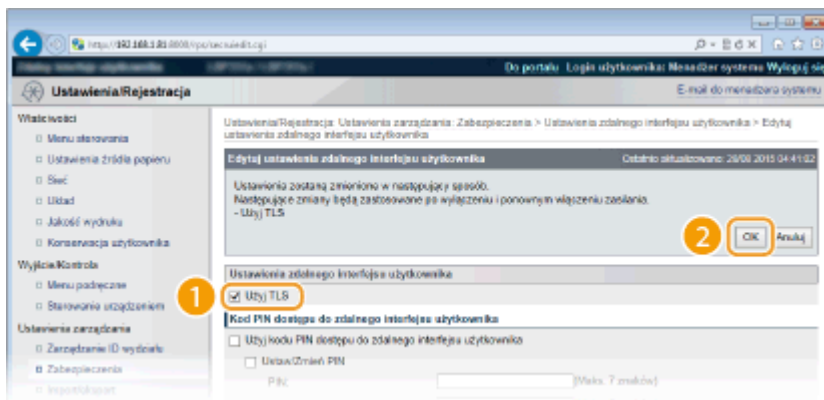 http://192.168.1.81:8000/rps/csecruiedit.cgi
Do portalu Login użytkownika: Menedżer systemu Wyloguj się
Ustawienia/Rejestracja
E-mail do menedżera systemu
Właściwości
Menu sterowania
Ustawienia źródła papieru
Sieć
Układ
Jakość wydruku
Konserwacja użytkownika
Wyjście/Kontrola
Menu podręczne
Sterowanie urządzeniem
Ustawienia zarządzania
Zarządzanie ID wydziału
Zabezpieczenia
Import/Eksport
Ustawienia/Rejestracja: Ustawienia zarządzania: Zabezpieczenia > Ustawienia zdalnego interfejsu użytkownika > Edytuj
ustawienia zdalnego interfejsu użytkownika
Edytuj ustawienia zdalnego interfejsu użytkownika
Ostatnio aktualizowano: 28/08 2015 04:41:02
Ustawienia zostaną zmienione w następujący sposób.
Następujące zmiany będą zastosowane po wyłączeniu i ponownym włączeniu zasilania.
- Użyj TLS
2
OK
Anuluj
Ustawienia zdalnego interfejsu użytkownika
1
Użyj TLS
Kod PIN dostępu do zdalnego interfejsu użytkownika
Użyj kodu PIN dostępu do zdalnego interfejsu użytkownika
Ustaw/Zmień PIN
PIN:
(Maks. 7 znaków)